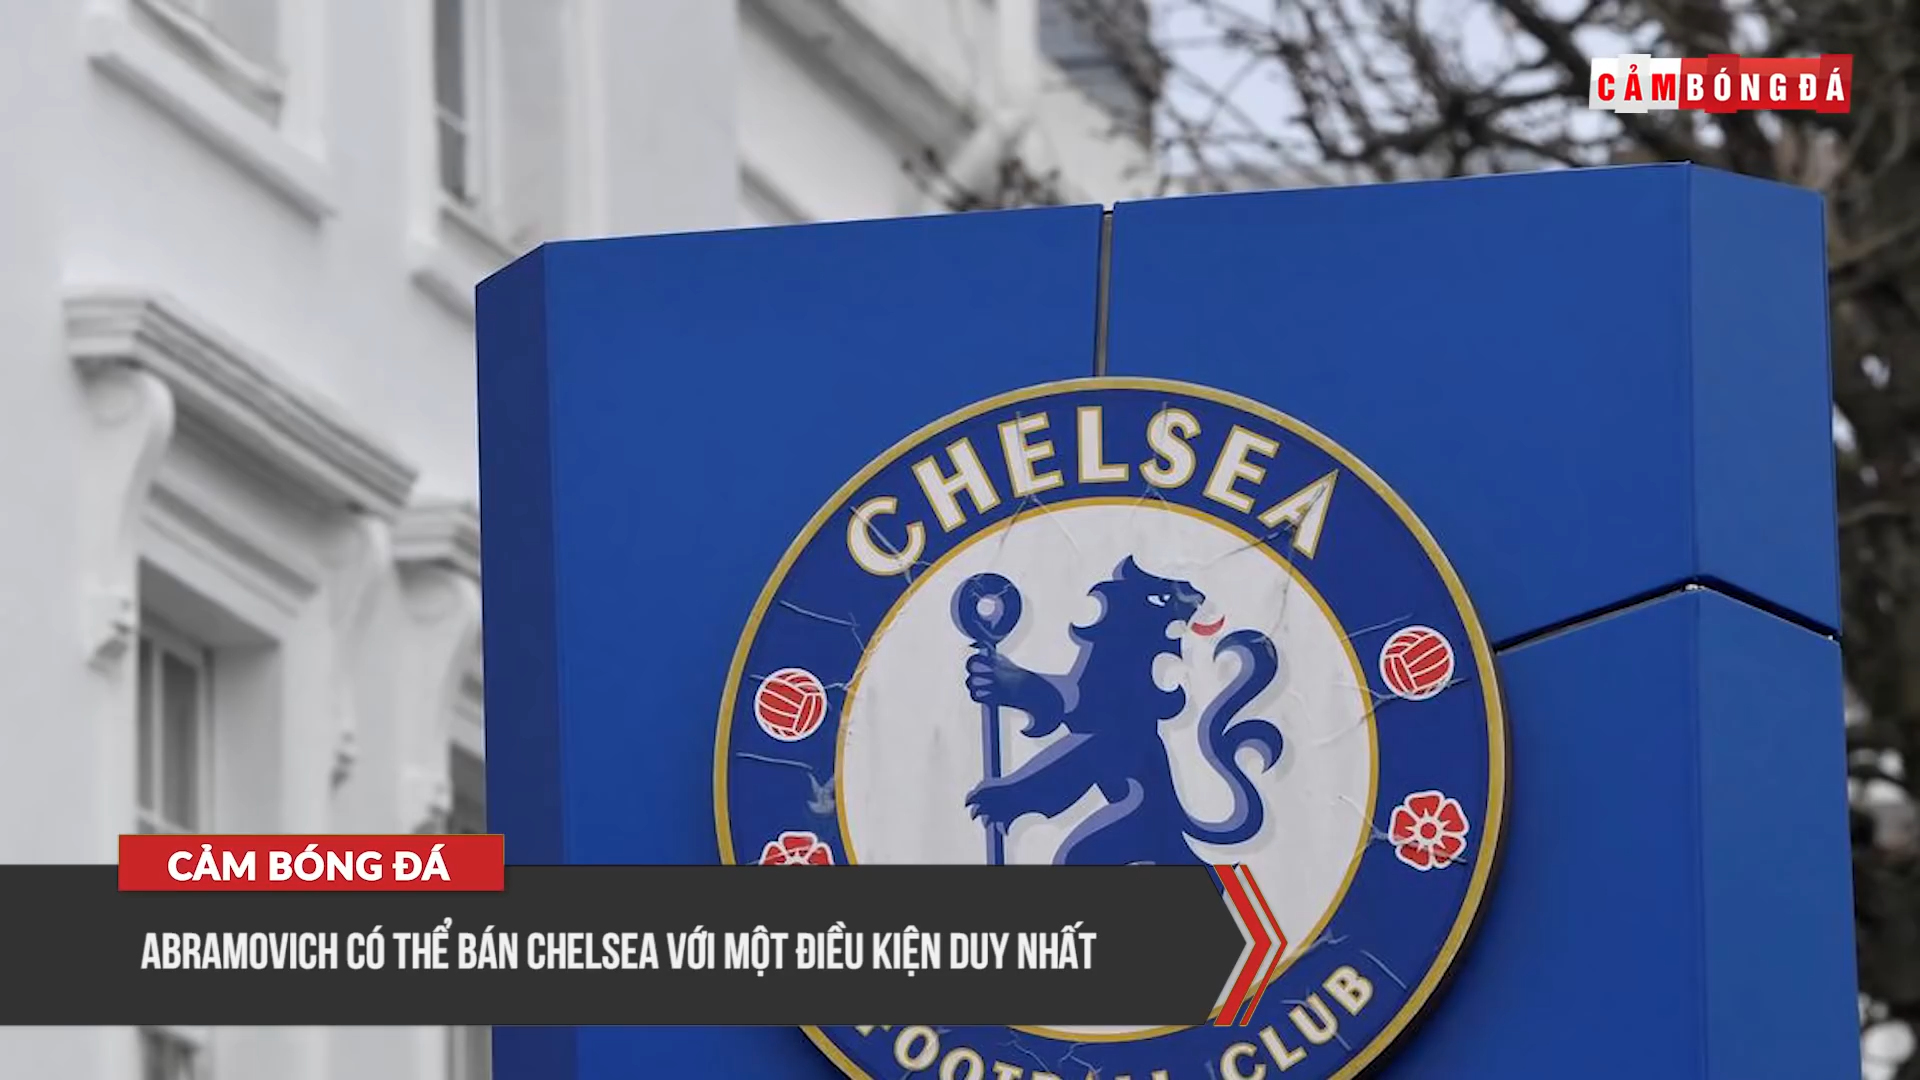 CẢM BÓNG ĐÁ
CHELSEA
FOOTBALL CLUB
CẢM BÓNG ĐÁ
ABRAMOVICH CÓ THỂ BÁN CHELSEA VỚI MỘT ĐIỀU KIỆN DUY NHẤT